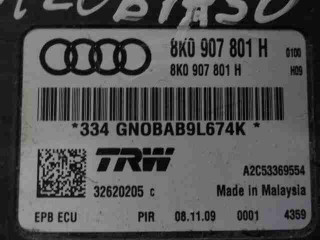 8K0 907 801 H 0100
8K0 907 801 H H09
*334 GNOBAB9L674K*
TRW A2C53369554
32620205 C Made in Malaysia
EPB ECU PIR 08.11.09 0001 4359